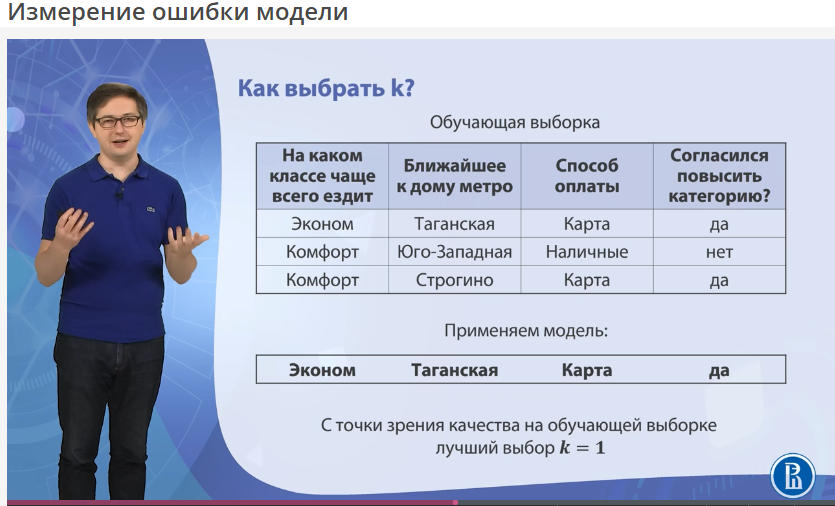 Измерение ошибки модели
Как выбрать k?
Обучающая выборка
На каком классе чаще всего ездит | Ближайшее к дому метро | Способ оплаты | Согласился повысить категорию?
Эконом | Таганская | Карта | да
Комфорт | Юго-Западная | Наличные | нет
Комфорт | Строгино | Карта | да
Применяем модель:
Эконом | Таганская | Карта | да
С точки зрения качества на обучающей выборке
лучший выбор k = 1